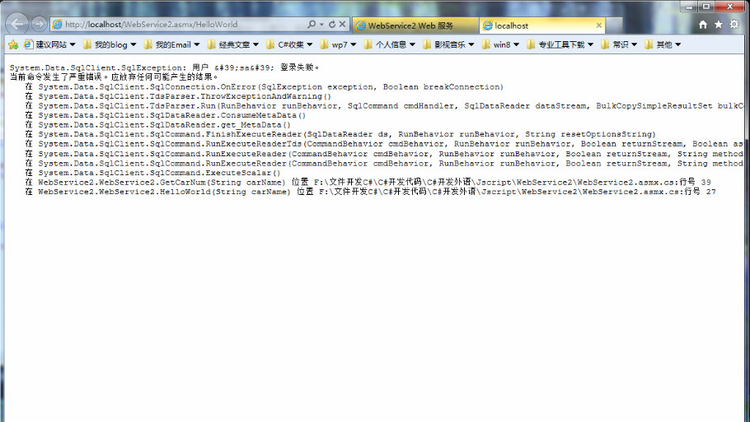 http://localhost/WebService2.asmx/HelloWorld
WebService2 Web 服务
localhost
建议网站 我的blog 我的Email 经典文章 C#收集 wp7 个人信息 影视音乐 win8 专业工具下载 常识 其他
System.Data.SqlClient.SqlException: 用户 &#39;sa&#39; 登录失败。
当前命令发生了严重错误。应放弃任何可能产生的结果。
在 System.Data.SqlClient.SqlConnection.OnError(SqlException exception, Boolean breakConnection)
在 System.Data.SqlClient.TdsParser.ThrowExceptionAndWarning()
在 System.Data.SqlClient.TdsParser.Run(RunBehavior runBehavior, SqlCommand cmdHandler, SqlDataReader dataStream, BulkCopySimpleResultSet bulkC
在 System.Data.SqlClient.SqlDataReader.ConsumeMetaData()
在 System.Data.SqlClient.SqlDataReader.get_MetaData()
在 System.Data.SqlClient.SqlCommand.FinishExecuteReader(SqlDataReader ds, RunBehavior runBehavior, String resetOptionsString)
在 System.Data.SqlClient.SqlCommand.RunExecuteReaderTds(CommandBehavior cmdBehavior, RunBehavior runBehavior, Boolean returnStream, Boolean as
在 System.Data.SqlClient.SqlCommand.RunExecuteReader(CommandBehavior cmdBehavior, RunBehavior runBehavior, Boolean returnStream, String method
在 System.Data.SqlClient.SqlCommand.RunExecuteReader(CommandBehavior cmdBehavior, RunBehavior runBehavior, Boolean returnStream, String method
在 System.Data.SqlClient.SqlCommand.ExecuteScalar()
在 WebService2.WebService2.GetCarNum(String carName) 位置 F:\文件开发C#\C#开发代码\C#开发外语\Jscript\WebService2\WebService2.asmx.cs:行号 39
在 WebService2.WebService2.HelloWorld(String carName) 位置 F:\文件开发C#\C#开发代码\C#开发外语\Jscript\WebService2\WebService2.asmx.cs:行号 27